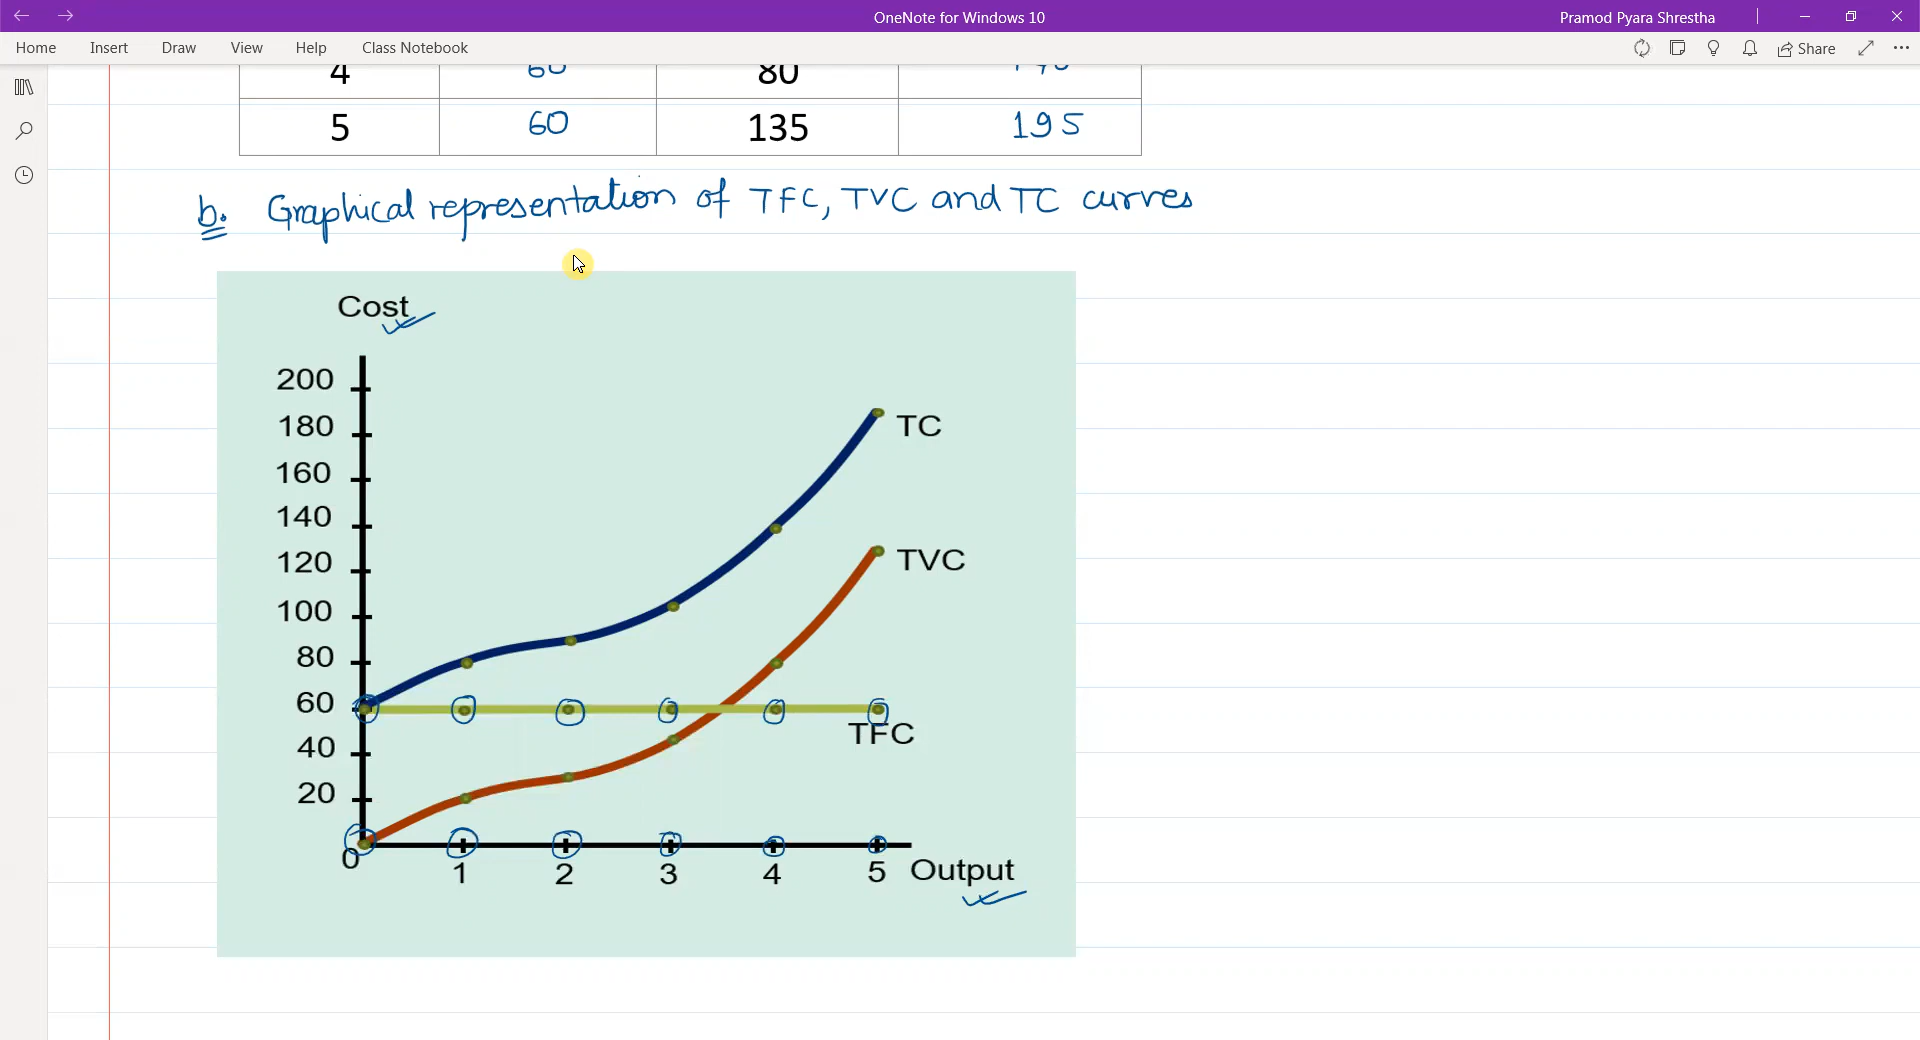 OneNote for Windows 10
Pramod Pyara Shrestha
Home Insert Draw View Help Class Notebook
Share
4 60 80
5 60 135 195
b. Graphical representation of TFC, TVC and TC curves
Cost
200
180
TC
160
140
120
TVC
100
80
60
TFC
40
20
0
1 2 3 4 5 Output